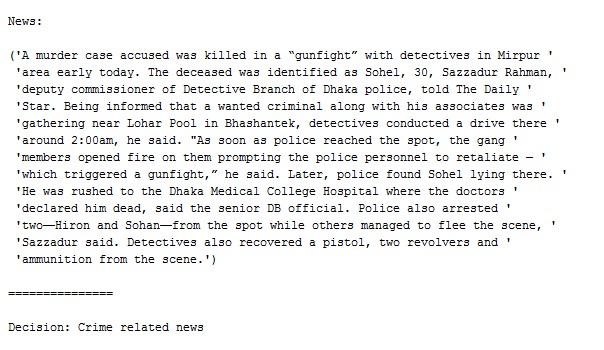 News:
('A murder case accused was killed in a "gunfight” with detectives in Mirpur '
'area early today. The deceased was identified as Sohel, 30, Sazzadur Rahman, '
'deputy commissioner of Detective Branch of Dhaka police, told The Daily '
'Star. Being informed that a wanted criminal along with his associates was '
'gathering near Lohar Pool in Bhashantek, detectives conducted a drive there '
'around 2:00am, he said. "As soon as police reached the spot, the gang '
'members opened fire on them prompting the police personnel to retaliate — '
'which triggered a gunfight,” he said. Later, police found Sohel lying there. '
'He was rushed to the Dhaka Medical College Hospital where the doctors '
'declared him dead, said the senior DB official. Police also arrested '
'two——Hiron and Sohan——from the spot while others managed to flee the scene, '
'Sazzadur said. Detectives also recovered a pistol, two revolvers and '
'ammunition from the scene.')
===============
Decision: Crime related news